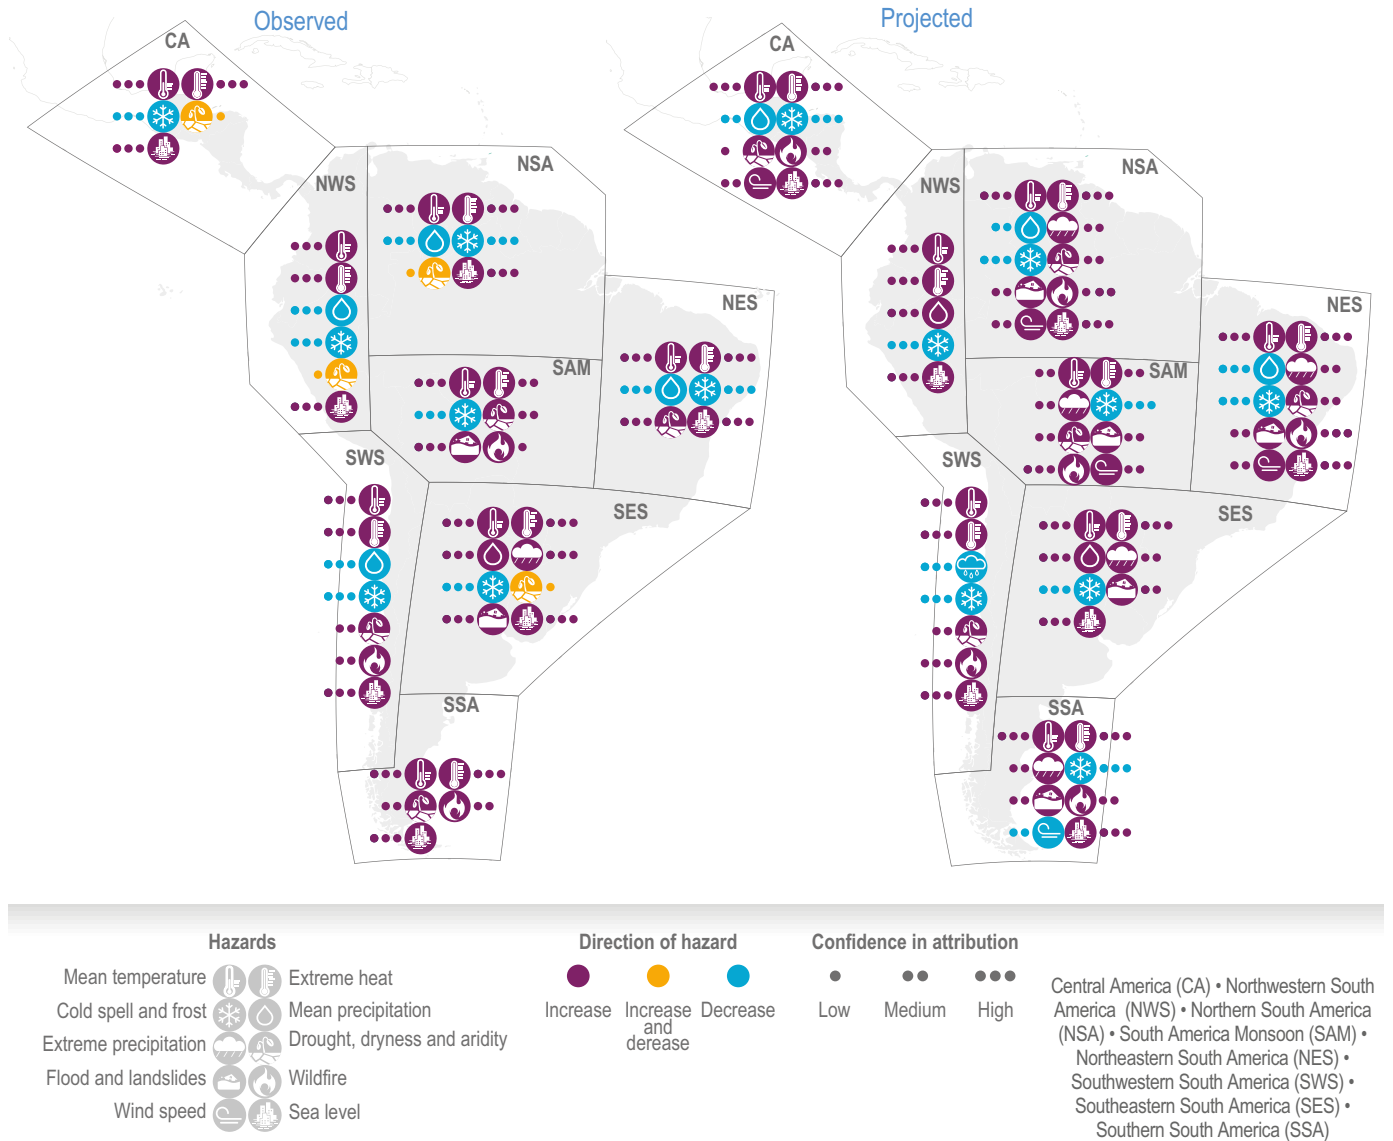 Observed
Projected
CA
CA
NWS
NSA
NWS
NSA
NES
NES
SAM
SAM
SWS
SWS
SES
SES
SSA
SSA
Hazards
Mean temperature
Extreme heat
Cold spell and frost
Mean precipitation
Extreme precipitation
Drought, dryness and aridity
Flood and landslides
Wildfire
Wind speed
Sea level
Direction of hazard
Increase
Increase
and
derease
Decrease
Confidence in attribution
Low
Medium
High
Central America (CA) • Northwestern South
America (NWS) • Northern South America
(NSA) • South America Monsoon (SAM) •
Northeastern South America (NES) •
Southwestern South America (SWS) •
Southeastern South America (SES) •
Southern South America (SSA)